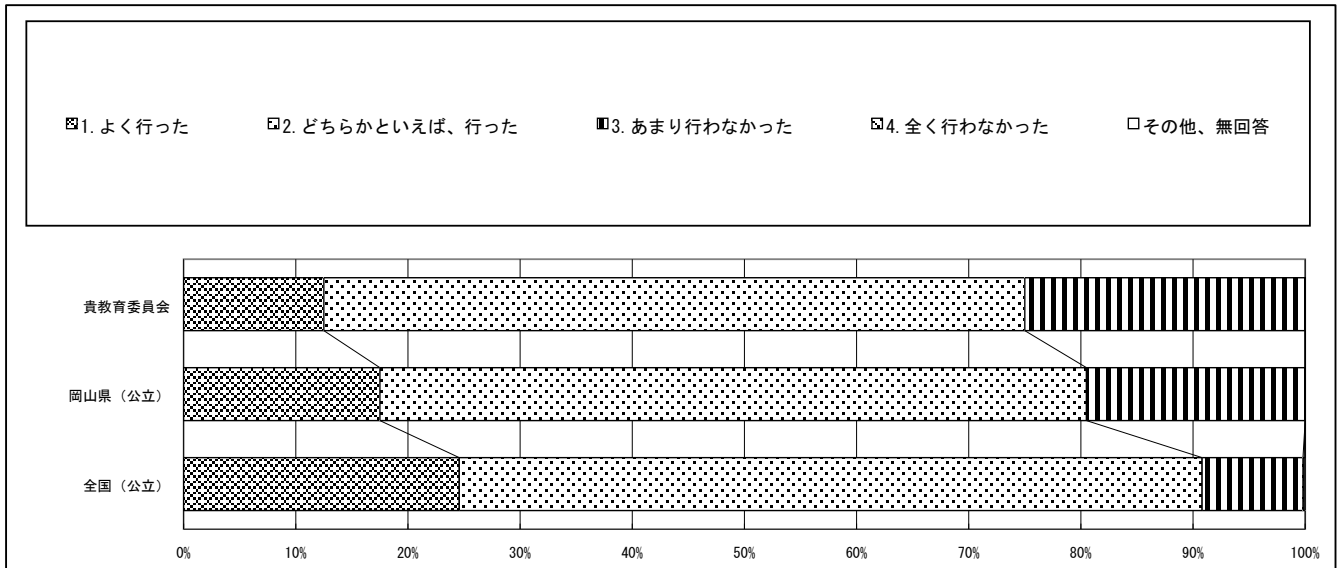 1.よく行った 2.どちらかといえば、行った 3.あまり行わなかった 4.全く行わなかった その他、無回答
貴教育委員会
岡山県（公立）
全国（公立）
0% 10% 20% 30% 40% 50% 60% 70% 80% 90% 100%